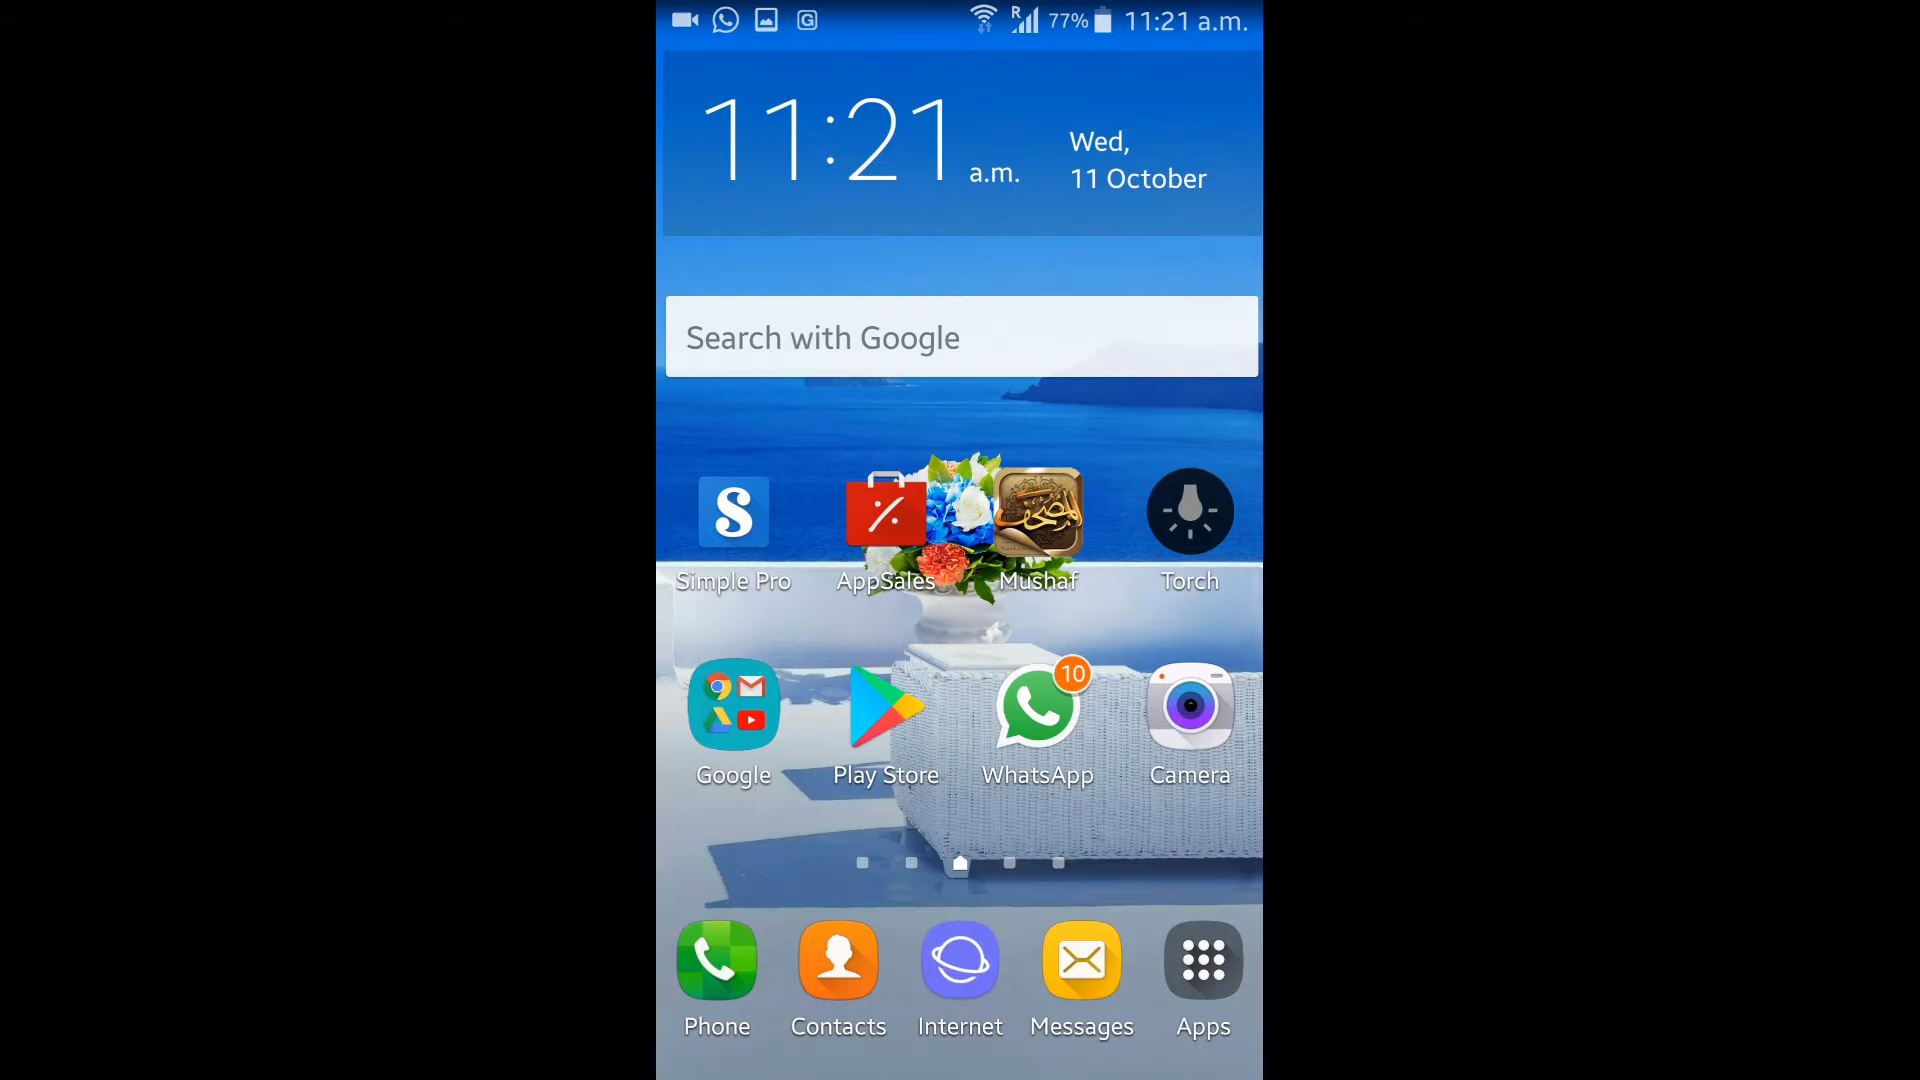 R 77% 11:21 a.m.
11:21 a.m.
Wed,
11 October
Search with Google
S
المصحف
Simple Pro AppSales Mushaf Torch
10
Google Play Store WhatsApp Camera
Phone Contacts Internet Messages Apps